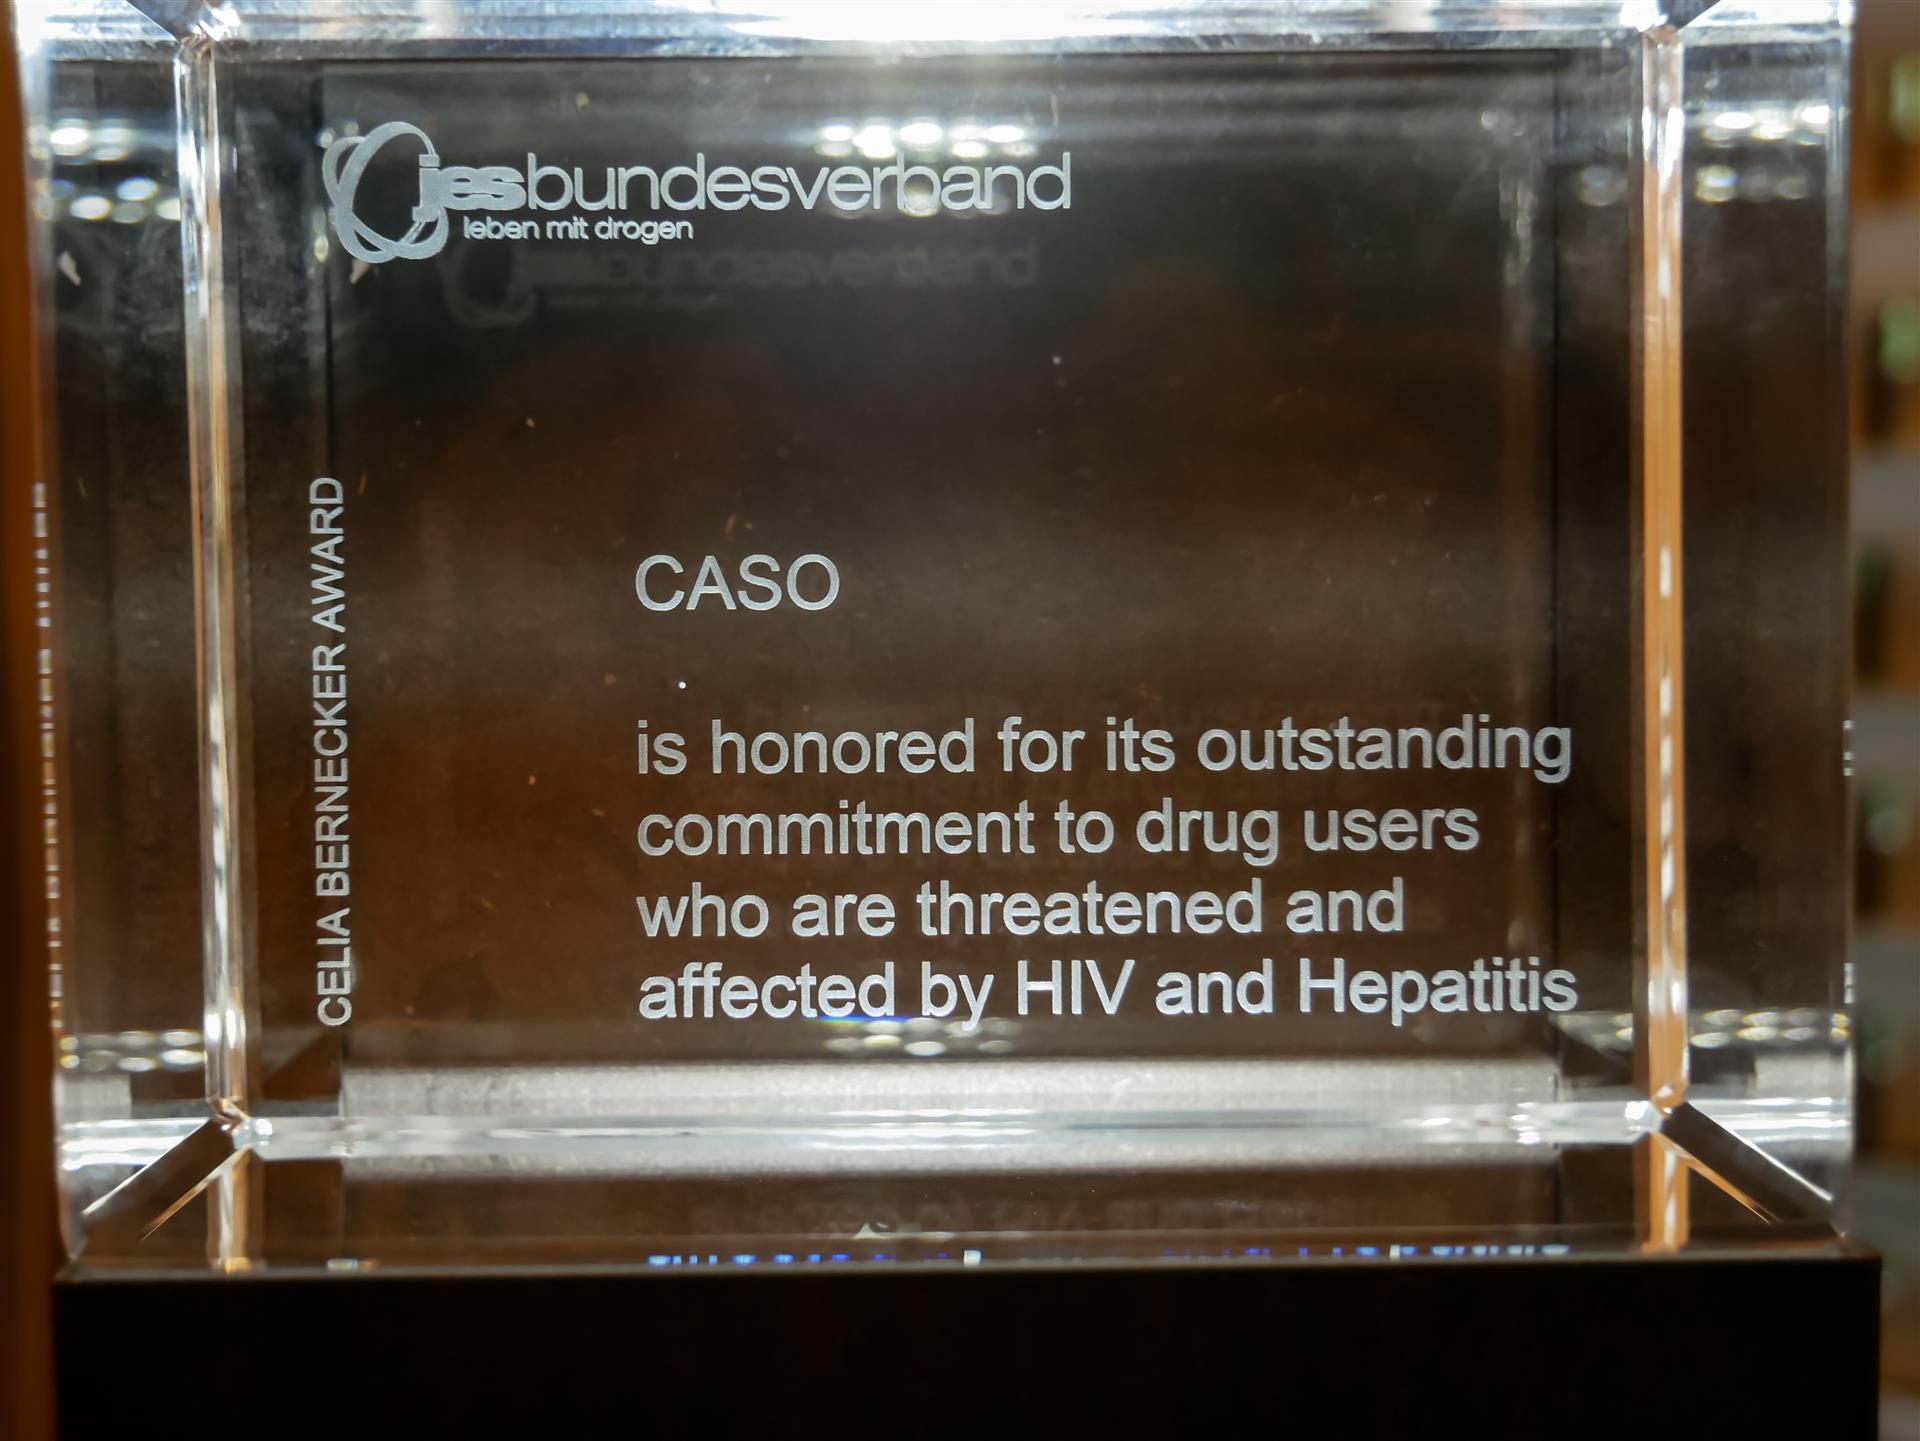 jesbundesverband
leben mit drogen
CELIA BERNECKER AWARD
CASO
is honored for its outstanding
commitment to drug users
who are threatened and
affected by HIV and Hepatitis